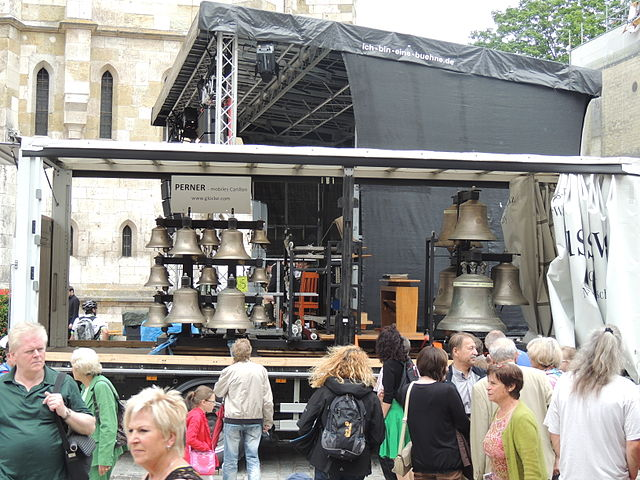 ich-bin-eine-buehne.de
PERNER - mobiles Carillon
www.glocke.com